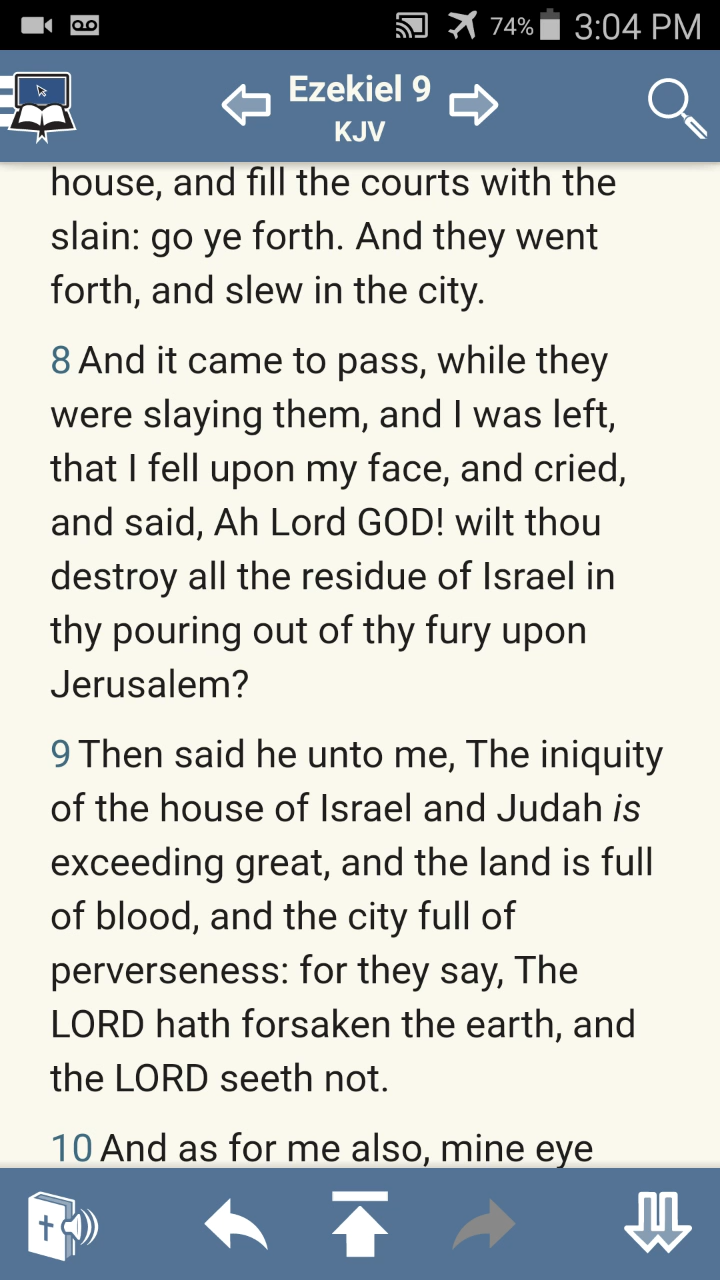 74% 3:04 PM
Ezekiel 9
KJV
house, and fill the courts with the
slain: go ye forth. And they went
forth, and slew in the city.
8 And it came to pass, while they
were slaying them, and I was left,
that I fell upon my face, and cried,
and said, Ah Lord GOD! wilt thou
destroy all the residue of Israel in
thy pouring out of thy fury upon
Jerusalem?
9 Then said he unto me, The iniquity
of the house of Israel and Judah is
exceeding great, and the land is full
of blood, and the city full of
perverseness: for they say, The
LORD hath forsaken the earth, and
the LORD seeth not.
10 And as for me also, mine eye